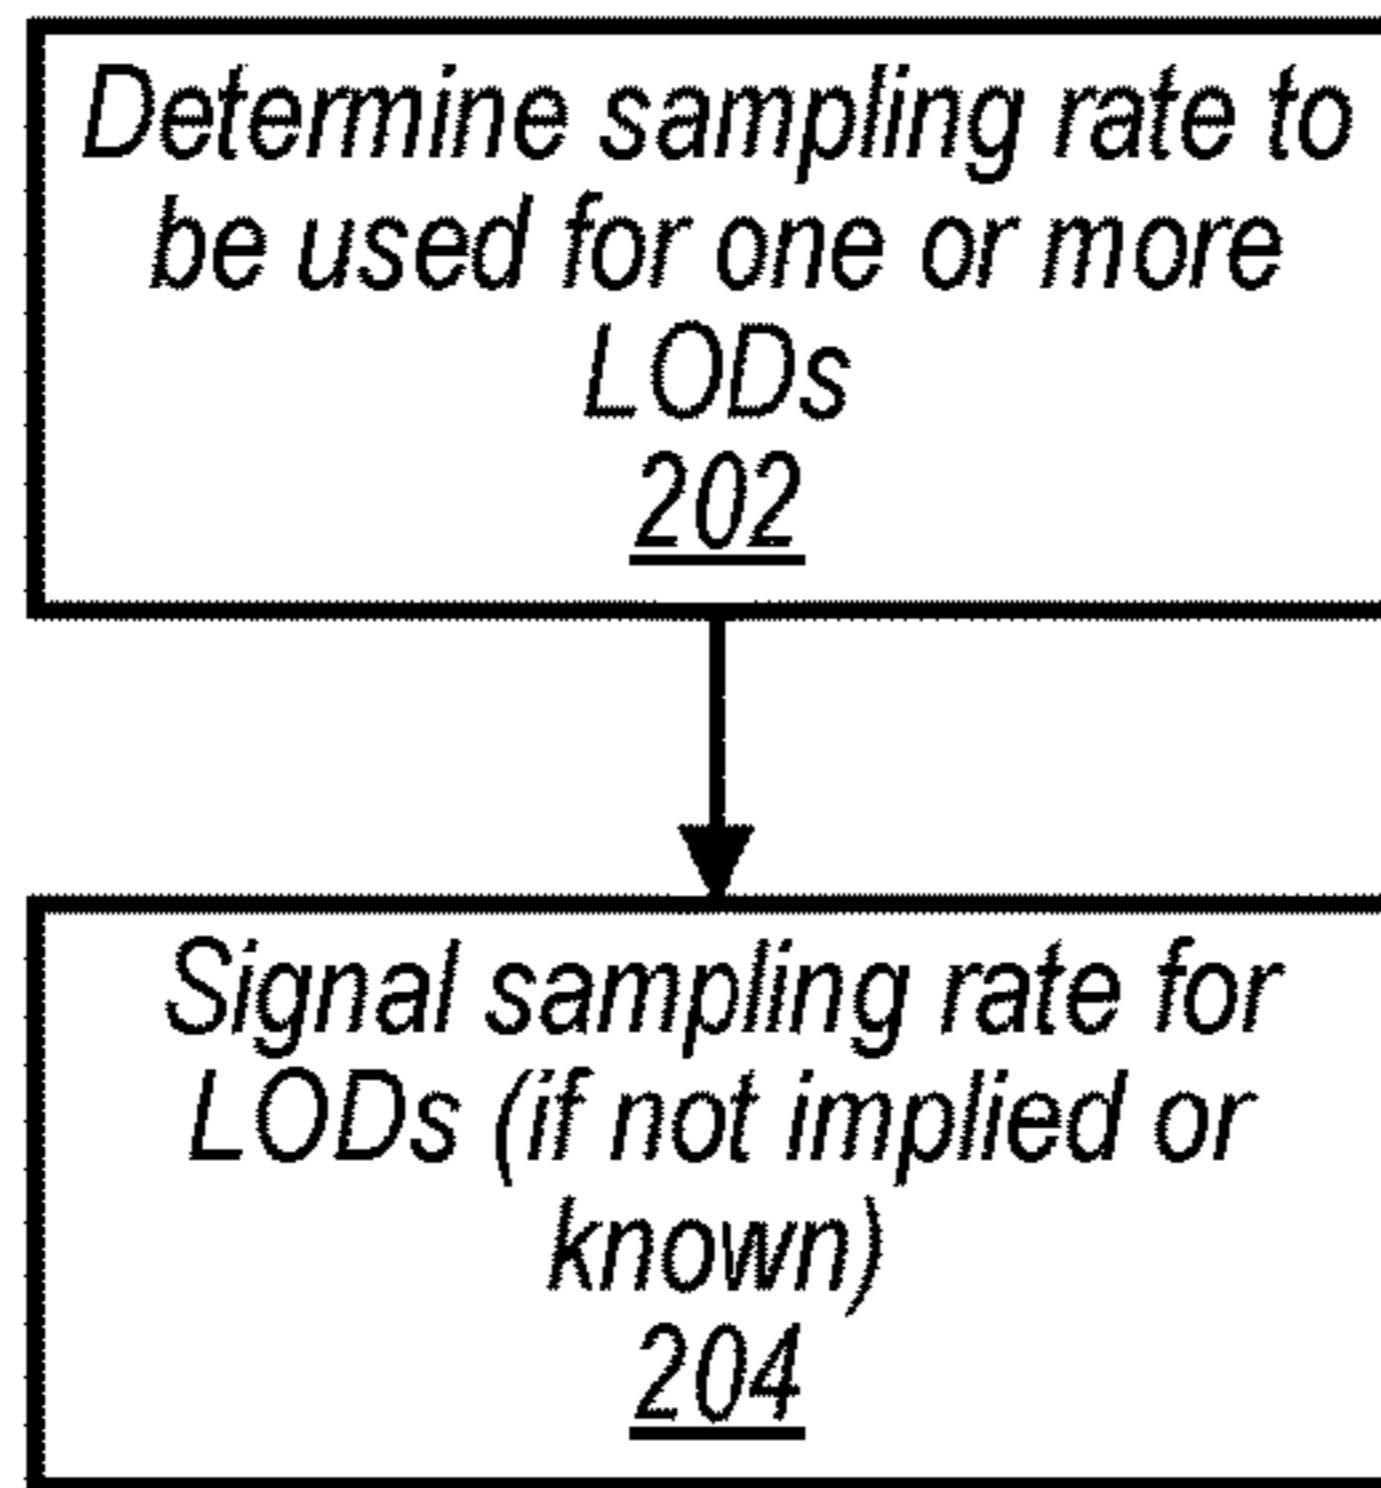 Determine sampling rate to
be used for one or more
LODs
202
Signal sampling rate for
LODs (if not implied or
known)
204